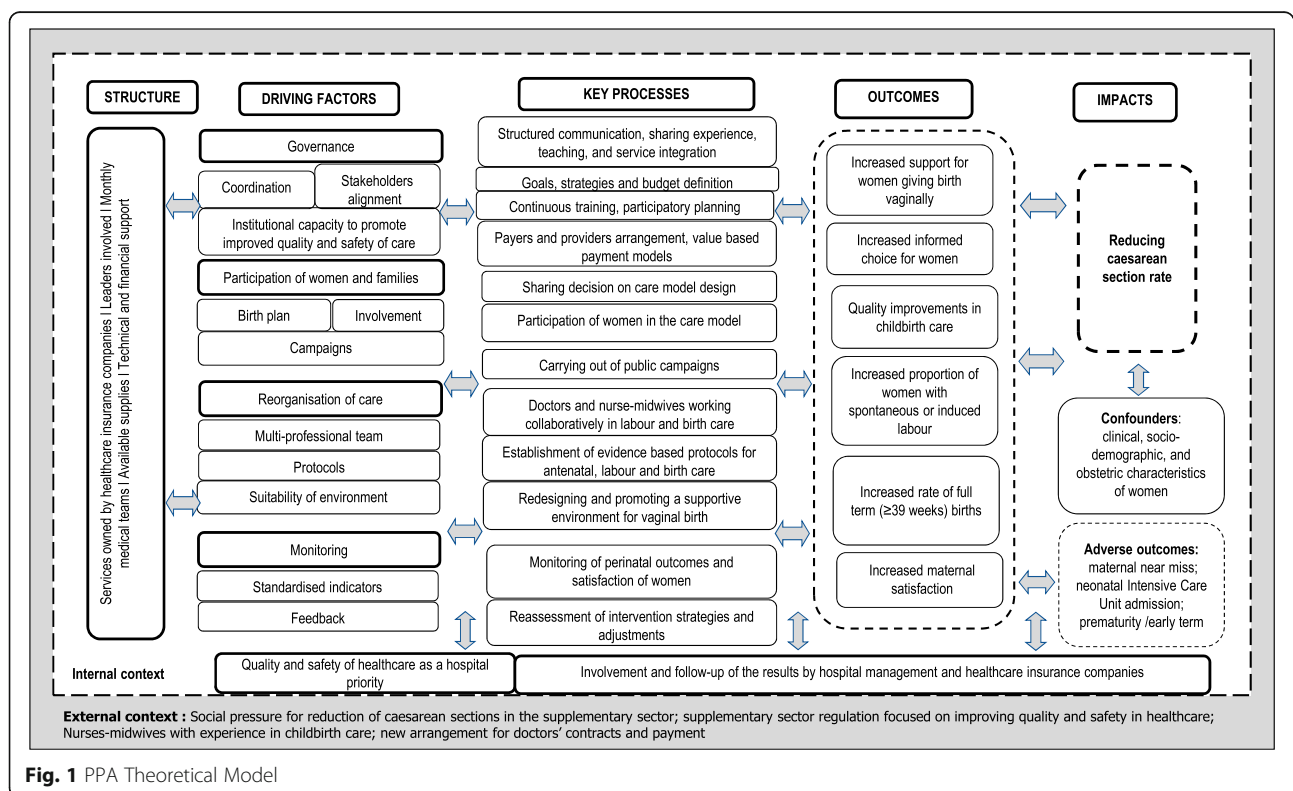 STRUCTURE
DRIVING FACTORS
KEY PROCESSES
OUTCOMES
IMPACTS
Services owned by healthcare insurance companies I Leaders involved I Monthly
medical teams I Available supplies I Technical and financial support
Governance
Coordination
Stakeholders
alignment
Institutional capacity to promote
improved quality and safety of care
Participation of women and families
Birth plan
Involvement
Campaigns
Reorganisation of care
Multi-professional team
Protocols
Suitability of environment
Monitoring
Standardised indicators
Feedback
Structured communication, sharing experience,
teaching, and service integration
Goals, strategies and budget definition
Continuous training, participatory planning
Payers and providers arrangement, value based
payment models
Sharing decision on care model design
Participation of women in the care model
Carrying out of public campaigns
Doctors and nurse-midwives working
collaboratively in labour and birth care
Establishment of evidence based protocols for
antenatal, labour and birth care
Redesigning and promoting a supportive
environment for vaginal birth
Monitoring of perinatal outcomes and
satisfaction of women
Reassessment of intervention strategies and
adjustments
Increased support for
women giving birth
vaginally
Increased informed
choice for women
Quality improvements in
childbirth care
Increased proportion of
women with
spontaneous or induced
labour
Increased rate of full
term (≥39 weeks) births
Increased maternal
satisfaction
Reducing
caesarean
section rate
Confounders:
clinical, socio-
demographic, and
obstetric characteristics
of women
Adverse outcomes:
maternal near miss;
neonatal Intensive Care
Unit admission;
prematurity /early term
Internal context
Quality and safety of healthcare as a hospital
priority
Involvement and follow-up of the results by hospital management and healthcare insurance companies
External context : Social pressure for reduction of caesarean sections in the supplementary sector; supplementary sector regulation focused on improving quality and safety in healthcare;
Nurses-midwives with experience in childbirth care; new arrangement for doctors' contracts and payment
Fig. 1 PPA Theoretical Model